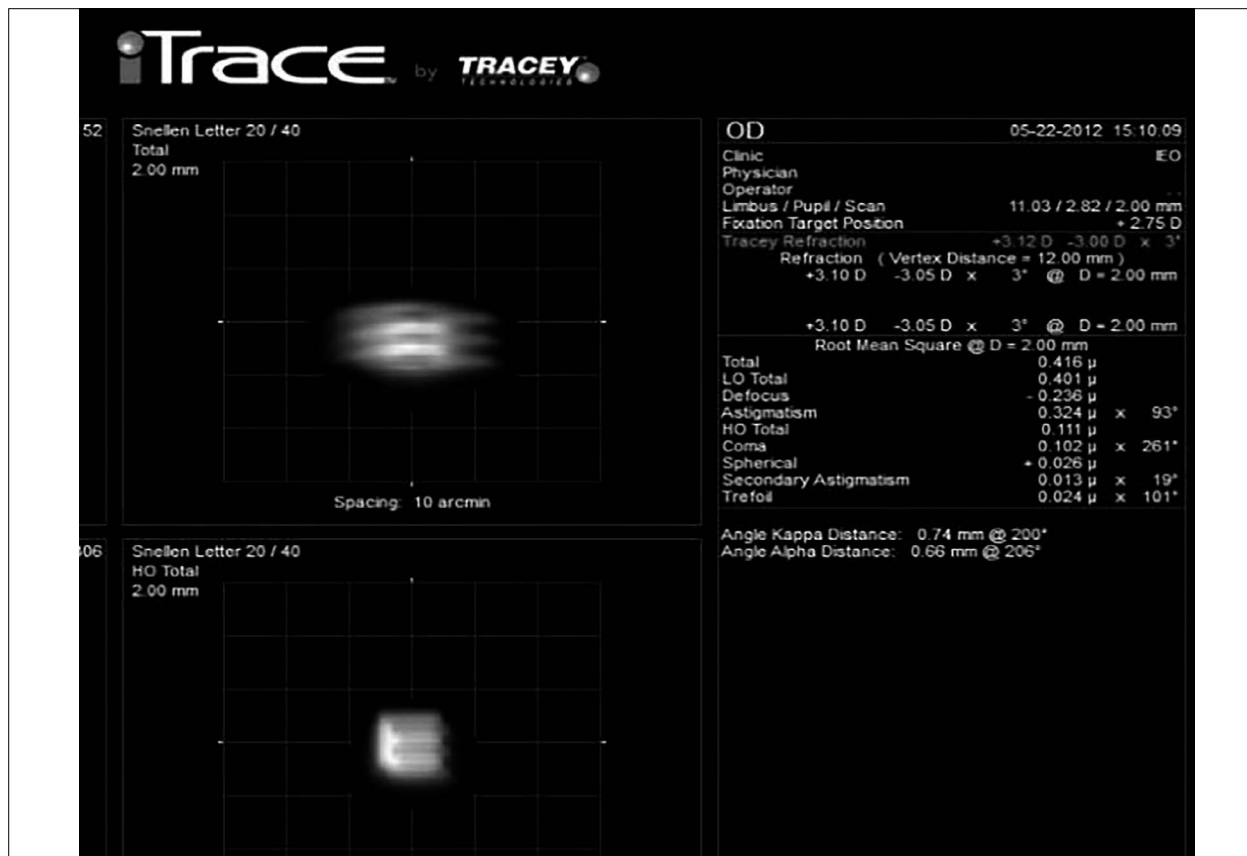 iTrace™ by TRACEY
TECHNOLOGIES
52
Snellen Letter 20 / 40
Total
2.00 mm
Spacing: 10 arcmin
OD 05-22-2012 15:10:09
Clinic IEO
Physician
Operator . .
Limbus / Pupil / Scan 11.03 / 2.82 / 2.00 mm
Fixation Target Position + 2.75 D
Tracey Refraction +3.12 D -3.00 D x 3°
Refraction ( Vertex Distance = 12.00 mm )
+3.10 D -3.05 D x 3° @ D = 2.00 mm
+3.10 D -3.05 D x 3° @ D = 2.00 mm
Root Mean Square @ D = 2.00 mm
Total 0.416 µ
LO Total 0.401 µ
Defocus - 0.236 µ
Astigmatism 0.324 µ x 93°
HO Total 0.111 µ
Coma 0.102 µ x 261°
Spherical + 0.026 µ
Secondary Astigmatism 0.013 µ x 19°
Trefoil 0.024 µ x 101°
Angle Kappa Distance: 0.74 mm @ 200°
Angle Alpha Distance: 0.66 mm @ 206°
Snellen Letter 20 / 40
HO Total
2.00 mm